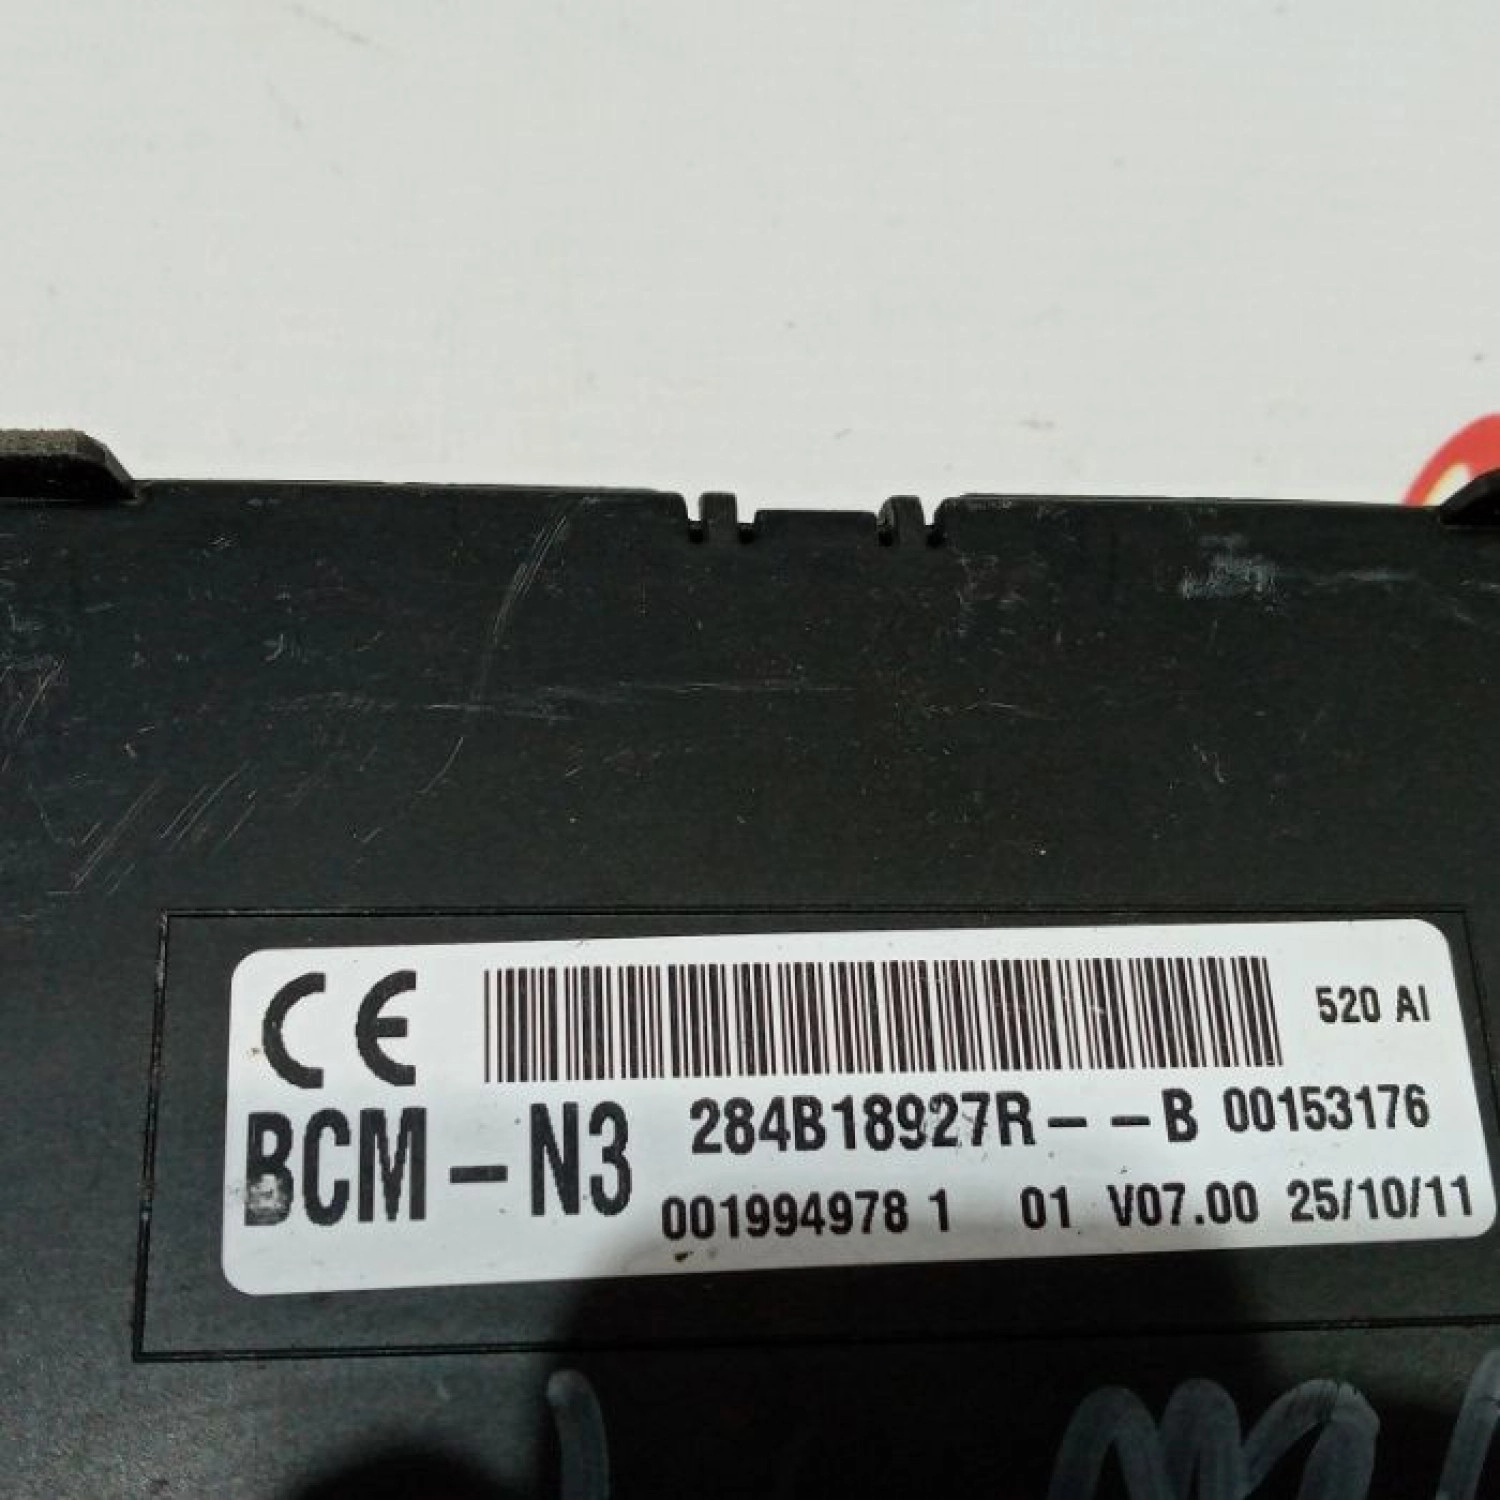 CE 520 AI
BCM-N3 284B18927R--B 00153176
001994978 1 01 V07.00 25/10/11